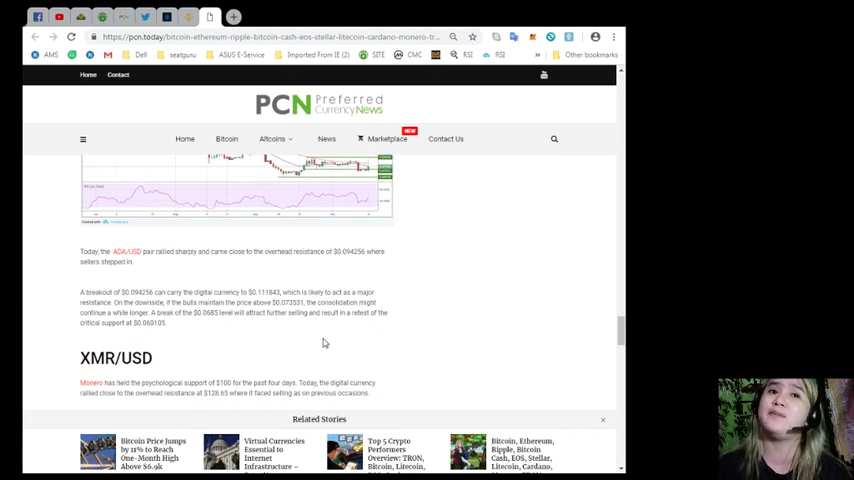 https://pcn.today/bitcoin-ethereum-ripple-bitcoin-cash-eos-stellar-litecoin-cardano-monero-tr...
AMS
Dell
seatguru
ASUS E-Service
Imported From IE (2)
SITE
CMC
RSI
RSI
»
Other bookmarks
Home Contact
PCN Preferred
Currency News
NEW
Home Bitcoin Altcoins News Marketplace Contact Us
Today, the ADA/USD pair rallied sharply and came close to the overhead resistance of $0.094256 where
sellers stepped in.
A breakout of $0.094256 can carry the digital currency to $0.111843, which is likely to act as a major
resistance. On the downside, if the bulls maintain the price above $0.073531, the consolidation might
continue a while longer. A break of the $0.0685 level will attract further selling and result in a retest of the
critical support at $0.060105.
XMR/USD
Monero has held the psychological support of $100 for the past four days. Today, the digital currency
rallied close to the overhead resistance at $128.65 where it faced selling as on previous occasions.
Related Stories
Bitcoin Price Jumps
by 11% to Reach
One-Month High
Above $6.9k
Virtual Currencies
Essential to
Internet
Infrastructure –
Top 5 Crypto
Performers
Overview: TRON,
Bitcoin, Litecoin,
Bitcoin, Ethereum,
Ripple, Bitcoin
Cash, EOS, Stellar,